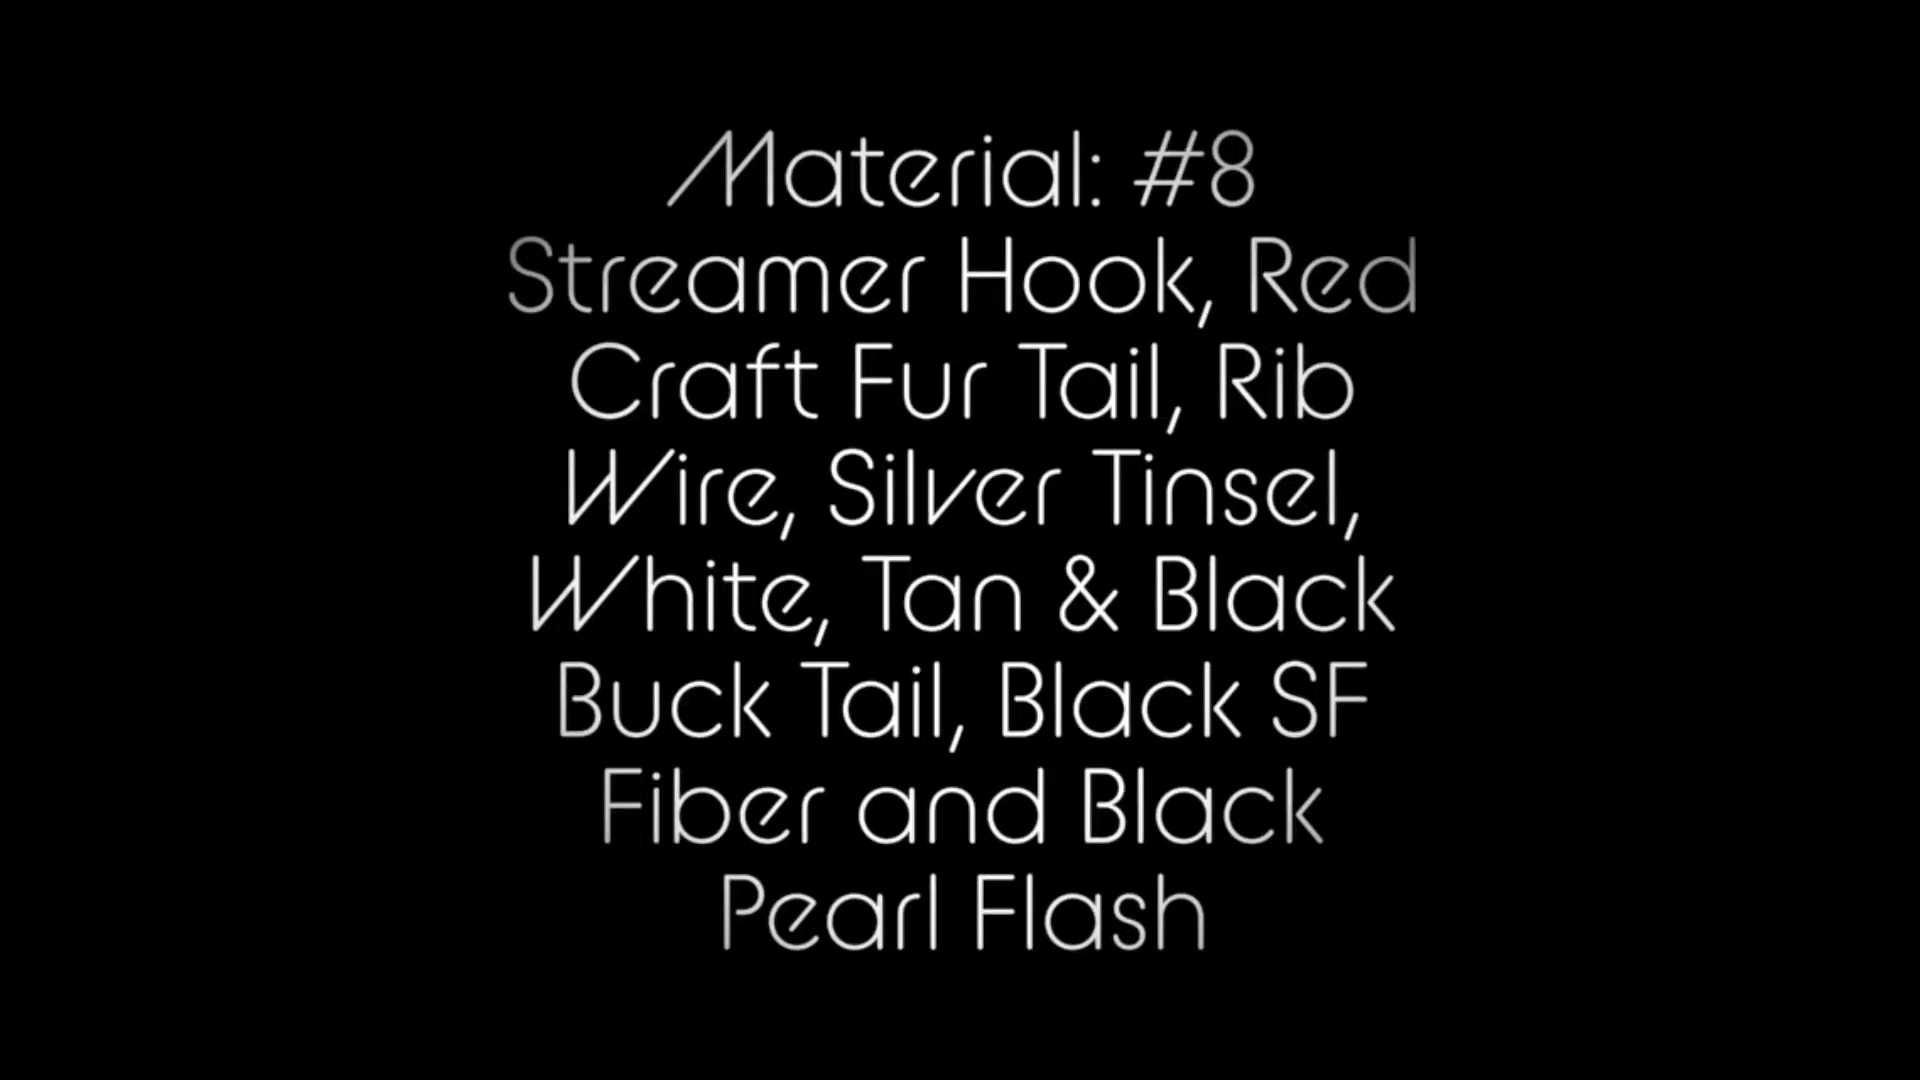 Material: #8
Streamer Hook, Red
Craft Fur Tail, Rib
Wire, Silver Tinsel,
White, Tan & Black
Buck Tail, Black SF
Fiber and Black
Pearl Flash